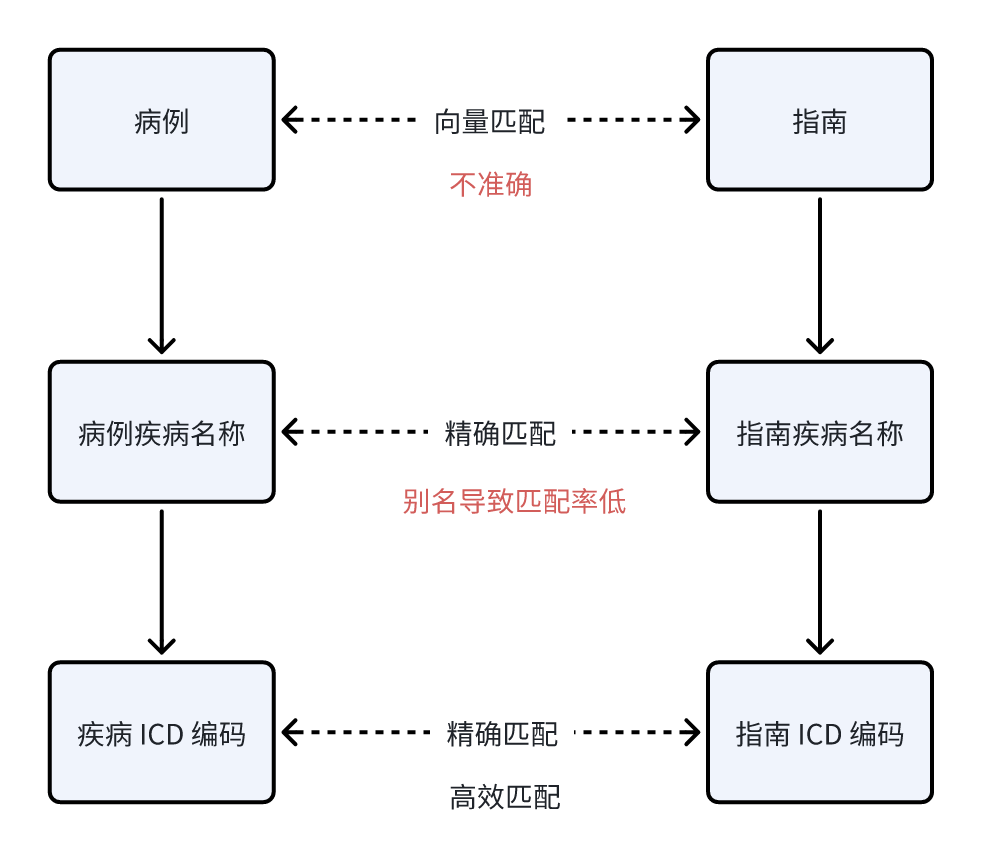 病例
向量匹配
指南
不准确
病例疾病名称
精确匹配
指南疾病名称
别名导致匹配率低
疾病 ICD 编码
精确匹配
指南 ICD 编码
高效匹配